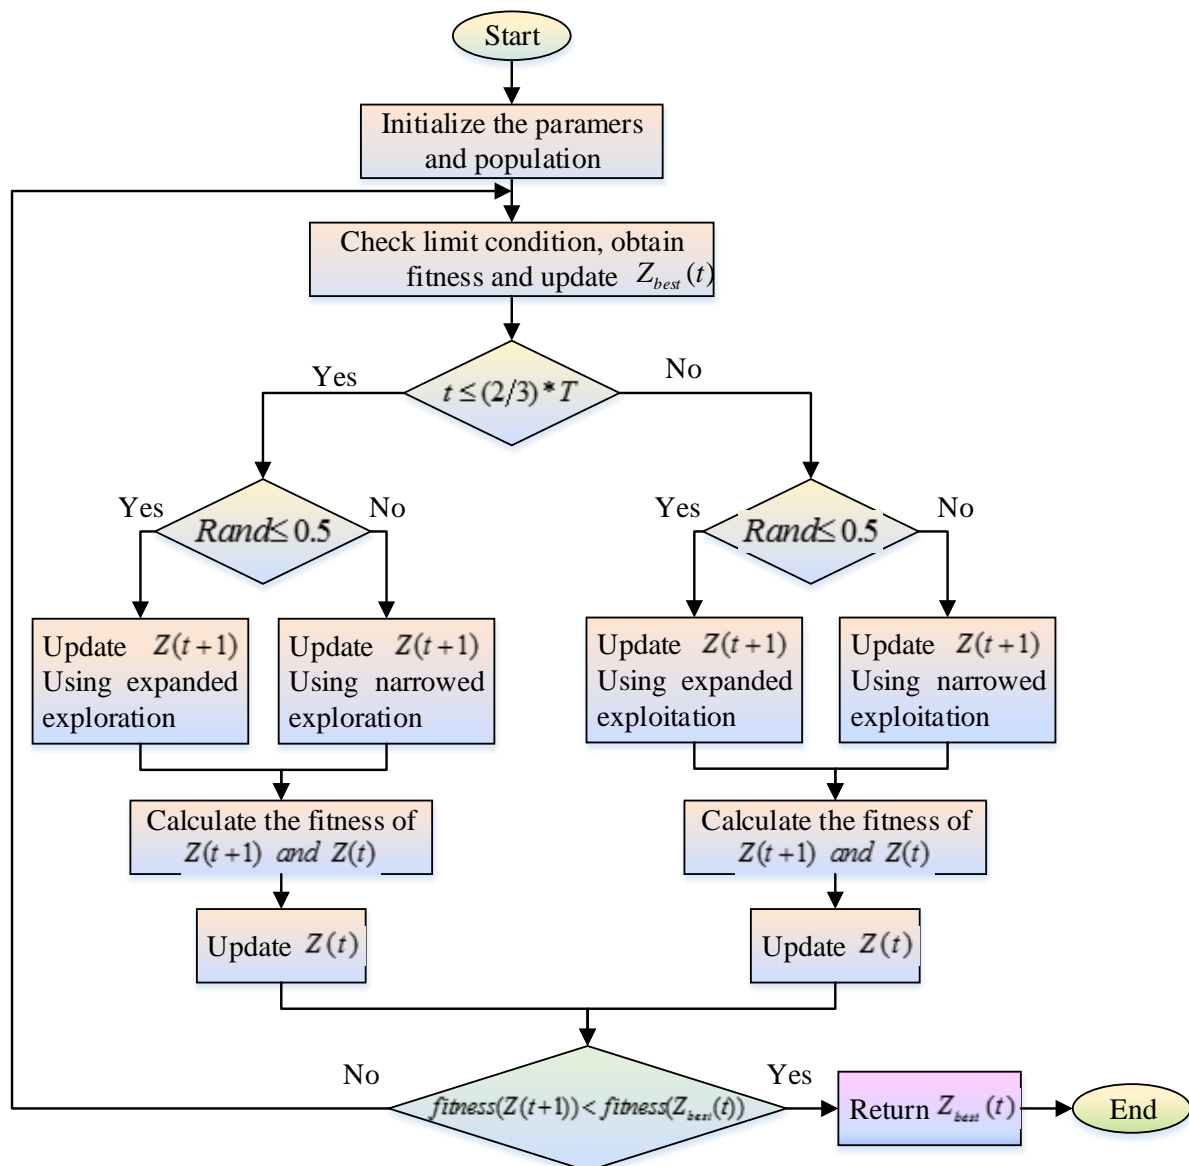 Start
Initialize the paramers
and population
Check limit condition, obtain
fitness and update Z_best(t)
t ≤ (2/3) * T
Yes
No
Rand ≤ 0.5
Yes
No
Rand ≤ 0.5
Yes
No
Update Z(t+1)
Using expanded
exploration
Update Z(t+1)
Using narrowed
exploration
Update Z(t+1)
Using expanded
exploitation
Update Z(t+1)
Using narrowed
exploitation
Calculate the fitness of
Z(t+1) and Z(t)
Calculate the fitness of
Z(t+1) and Z(t)
Update Z(t)
Update Z(t)
fitness(Z(t+1)) < fitness(Z_best(t))
No
Yes
Return Z_best(t)
End